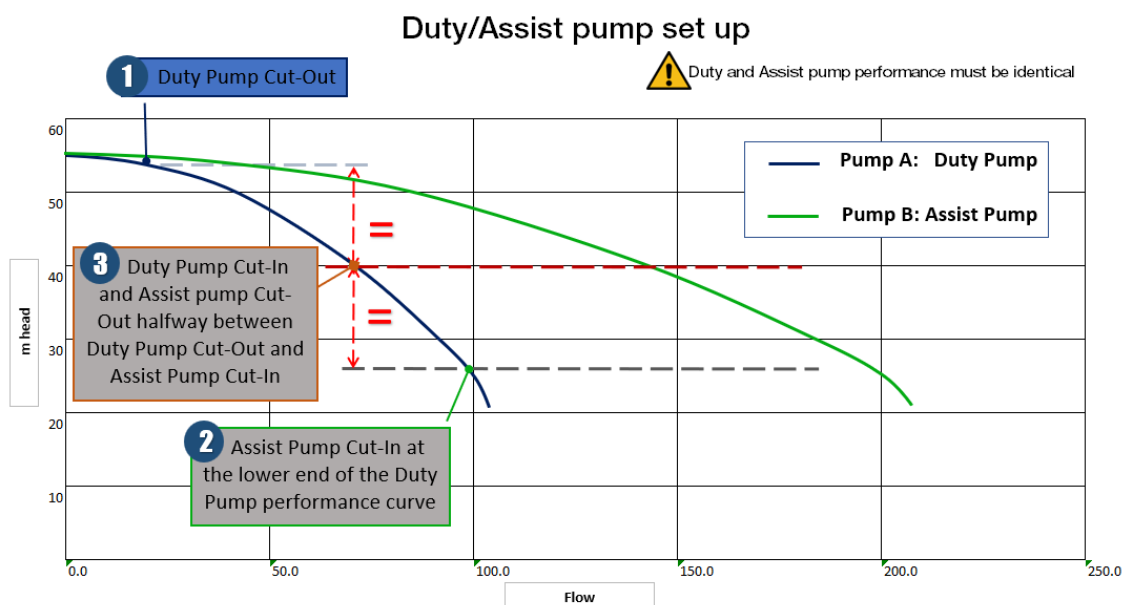 Duty/Assist pump set up
Duty and Assist pump performance must be identical
1 Duty Pump Cut-Out
Pump A: Duty Pump
Pump B: Assist Pump
3 Duty Pump Cut-In
and Assist pump Cut-
Out halfway between
Duty Pump Cut-Out and
Assist Pump Cut-In
=
=
2 Assist Pump Cut-In at
the lower end of the Duty
Pump performance curve
m head
60
50
40
30
20
10
0.0
50.0
100.0
150.0
200.0
250.0
Flow